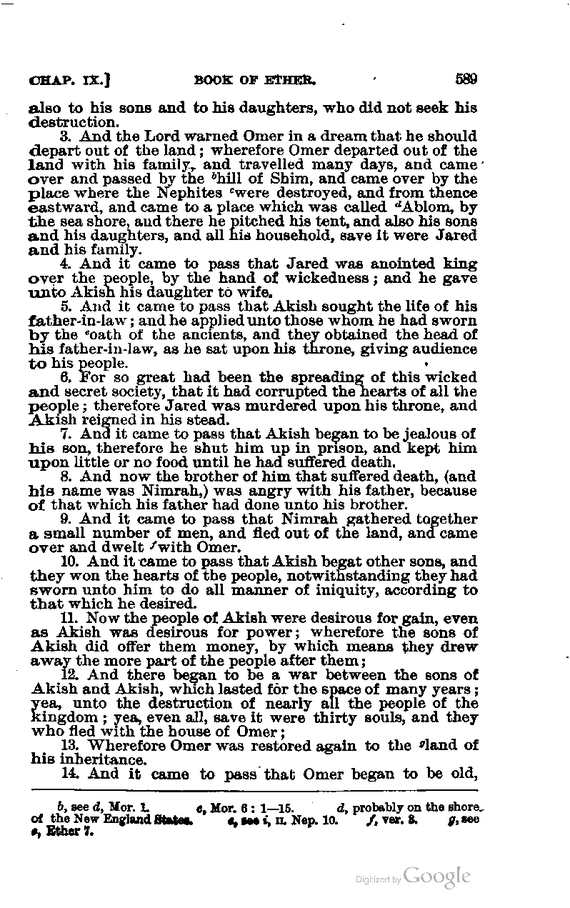 CHAP. IX.] BOOK OF ETHER. 589
also to his sons and to his daughters, who did not seek his
destruction.
3. And the Lord warned Omer in a dream that he should
depart out of the land; wherefore Omer departed out of the
land with his family, and travelled many days, and came
over and passed by the ᵇhill of Shim, and came over by the
place where the Nephites ᶜwere destroyed, and from thence
eastward, and came to a place which was called ᵈAblom, by
the sea shore, and there he pitched his tent, and also his sons
and his daughters, and all his household, save it were Jared
and his family.
4. And it came to pass that Jared was anointed king
over the people, by the hand of wickedness; and he gave
unto Akish his daughter to wife.
5. And it came to pass that Akish sought the life of his
father-in-law; and he applied unto those whom he had sworn
by the ᵉoath of the ancients, and they obtained the head of
his father-in-law, as he sat upon his throne, giving audience
to his people.
6. For so great had been the spreading of this wicked
and secret society, that it had corrupted the hearts of all the
people; therefore Jared was murdered upon his throne, and
Akish reigned in his stead.
7. And it came to pass that Akish began to be jealous of
his son, therefore he shut him up in prison, and kept him
upon little or no food until he had suffered death.
8. And now the brother of him that suffered death, (and
his name was Nimrah,) was angry with his father, because
of that which his father had done unto his brother.
9. And it came to pass that Nimrah gathered together
a small number of men, and fled out of the land, and came
over and dwelt ᶠwith Omer.
10. And it came to pass that Akish begat other sons, and
they won the hearts of the people, notwithstanding they had
sworn unto him to do all manner of iniquity, according to
that which he desired.
11. Now the people of Akish were desirous for gain, even
as Akish was desirous for power; wherefore the sons of
Akish did offer them money, by which means they drew
away the more part of the people after them;
12. And there began to be a war between the sons of
Akish and Akish, which lasted for the space of many years;
yea, unto the destruction of nearly all the people of the
kingdom; yea, even all, save it were thirty souls, and they
who fled with the house of Omer;
13. Wherefore Omer was restored again to the ᵍland of
his inheritance.
14. And it came to pass that Omer began to be old,
b, see d, Mor. 1. c, Mor. 6: 1—15. d, probably on the shore
of the New England States. e, see i, II. Nep. 10. f, ver. 3. g, see
e, Ether 7.
Digitized by Google